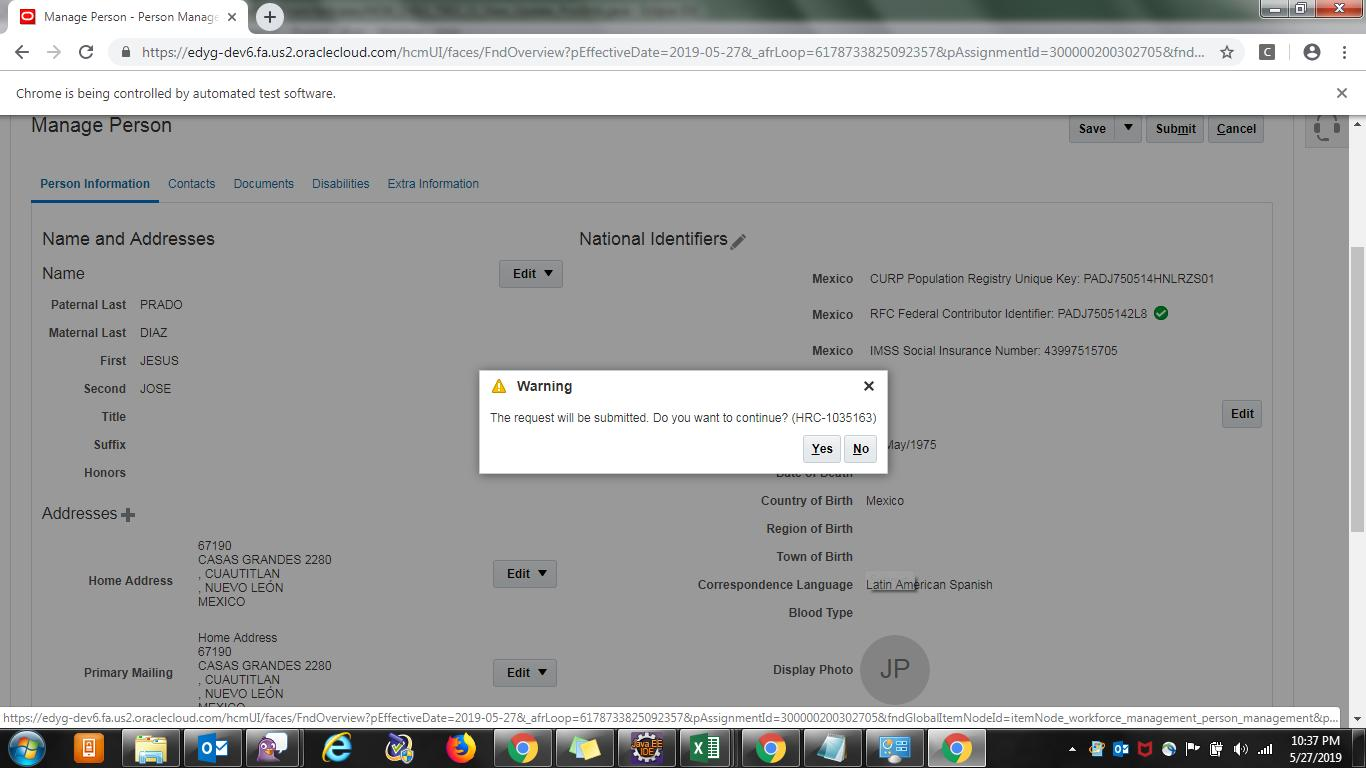 Manage Person - Person Manage
https://edyg-dev6.fa.us2.oraclecloud.com/hcmUI/faces/FndOverview?pEffectiveDate=2019-05-27&_afrLoop=6178733825092357&pAssignmentId=300000200302705&fnd...
C
Chrome is being controlled by automated test software.
Manage Person
Save
Submit
Cancel
Person Information
Contacts
Documents
Disabilities
Extra Information
Name and Addresses
Name
Edit
Paternal Last PRADO
Maternal Last DIAZ
First JESUS
Second JOSE
Title
Suffix
Honors
Addresses
Home Address
67190
CASAS GRANDES 2280
, CUAUTITLAN
, NUEVO LEÓN
MEXICO
Edit
Primary Mailing
Home Address
67190
CASAS GRANDES 2280
, CUAUTITLAN
, NUEVO LEÓN
MEXICO
Edit
National Identifiers
Mexico CURP Population Registry Unique Key: PADJ750514HNLRZS01
Mexico RFC Federal Contributor Identifier: PADJ7505142L8
Mexico IMSS Social Insurance Number: 43997515705
Edit
Warning
The request will be submitted. Do you want to continue? (HRC-1035163)
Yes
No
May/1975
Date of Death
Country of Birth Mexico
Region of Birth
Town of Birth
Correspondence Language Latin American Spanish
Blood Type
Display Photo JP
https://edyg-dev6.fa.us2.oraclecloud.com/hcmUI/faces/FndOverview?pEffectiveDate=2019-05-27&_afrLoop=6178733825092357&pAssignmentId=300000200302705&fndGlobalItemNodeId=itemNode_workforce_management_person_management&p...
Java EE
IDE
10:37 PM
5/27/2019